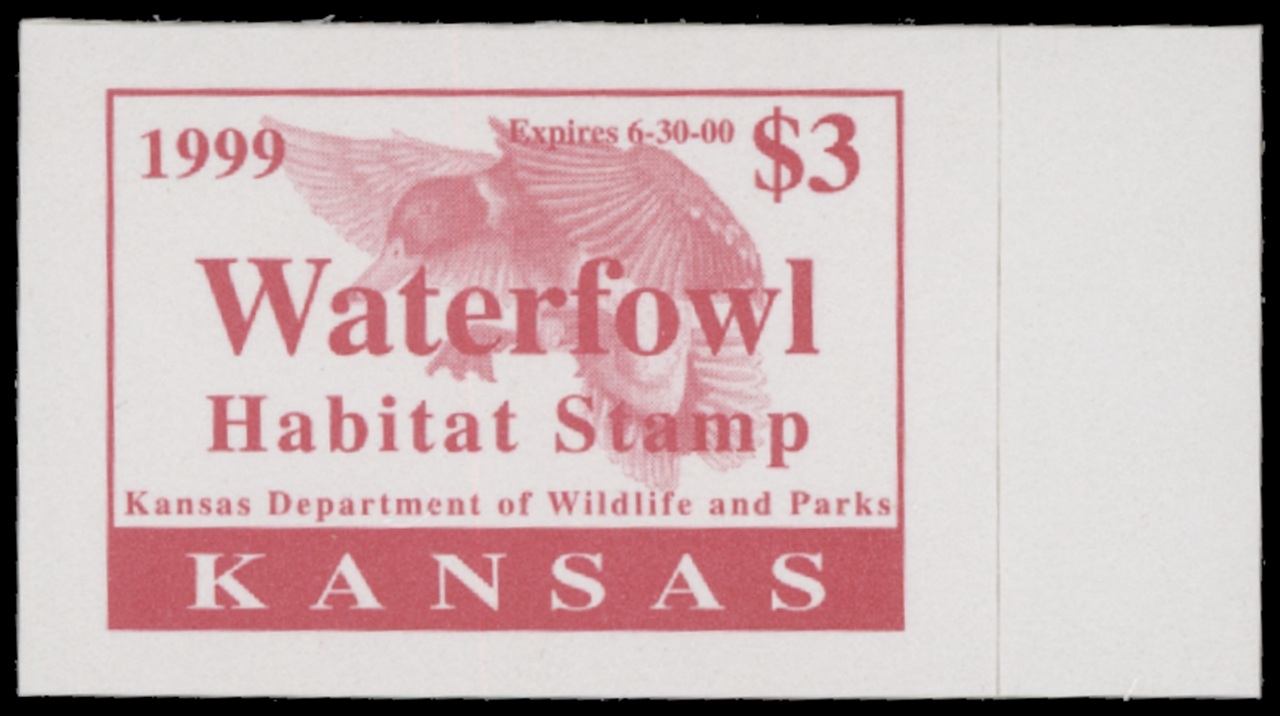 1999 Expires 6-30-00 $3
Waterfowl
Habitat Stamp
Kansas Department of Wildlife and Parks
KANSAS